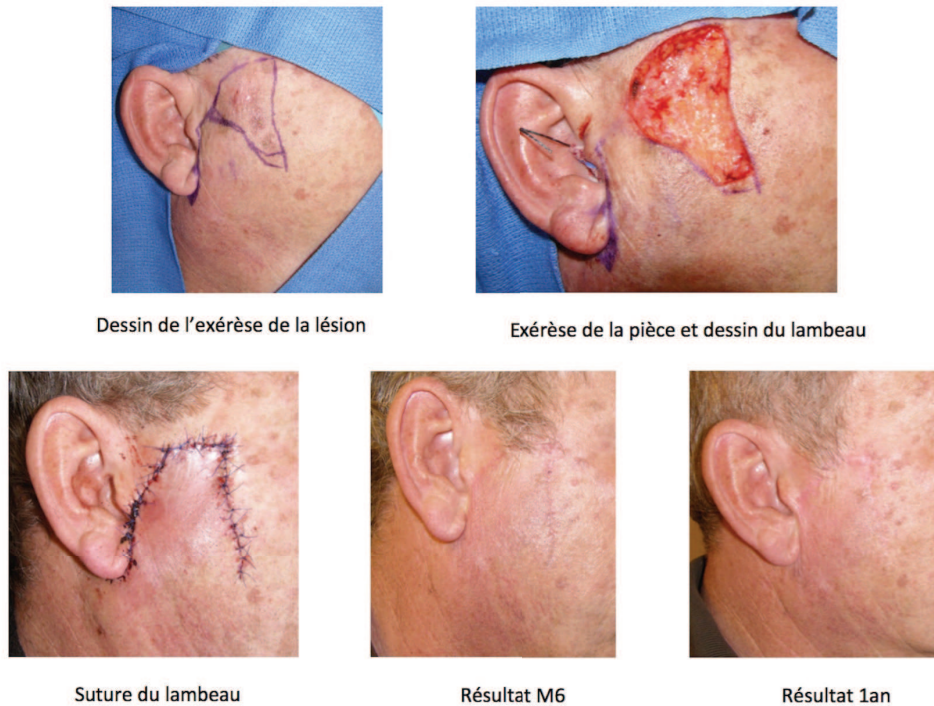 Dessin de l’exérèse de la lésion
Exérèse de la pièce et dessin du lambeau
Suture du lambeau
Résultat M6
Résultat 1an